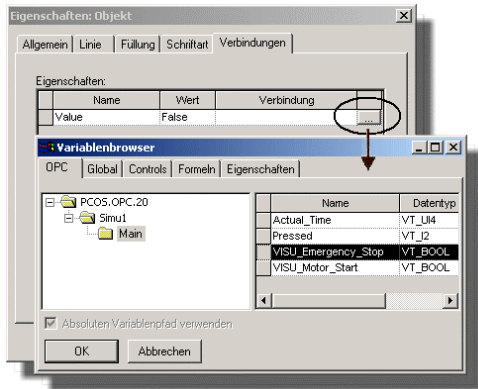 Eigenschaften: Objekt
Allgemein Linie Füllung Schriftart Verbindungen
Eigenschaften:
Name Wert Verbindung
Value False ...
Variablenbrowser
OPC Global Controls Formeln Eigenschaften
PCOS.OPC.20
Simu1
Main
Name Datentyp
Actual_Time VT_UI4
Pressed VT_I2
VISU_Emergency_Stop VT_BOOL
VISU_Motor_Start VT_BOOL
Absoluten Variablenpfad verwenden
OK Abbrechen